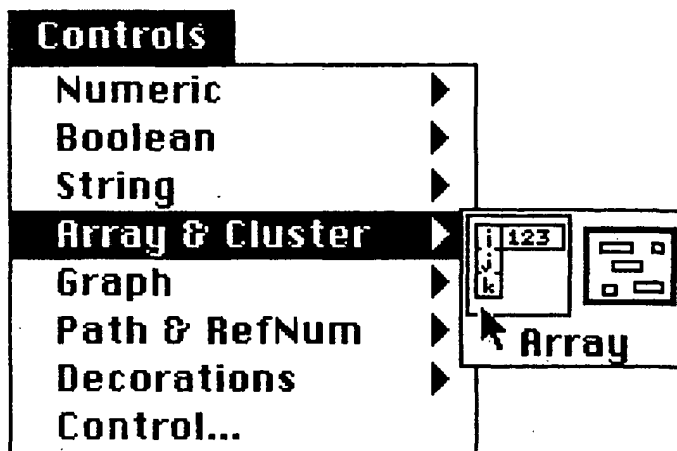 Controls
Numeric
Boolean
String
Array & Cluster
i 123
j
k
Graph
Path & RefNum
Array
Decorations
Control...